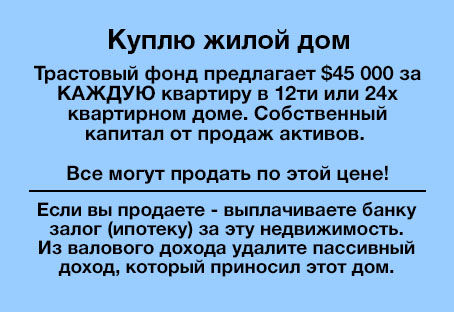 Куплю жилой дом
Трастовый фонд предлагает $45 000 за
КАЖДУЮ квартиру в 12ти или 24х
квартирном доме. Собственный
капитал от продаж активов.
Все могут продать по этой цене!
Если вы продаете - выплачиваете банку
залог (ипотеку) за эту недвижимость.
Из валового дохода удалите пассивный
доход, который приносил этот дом.